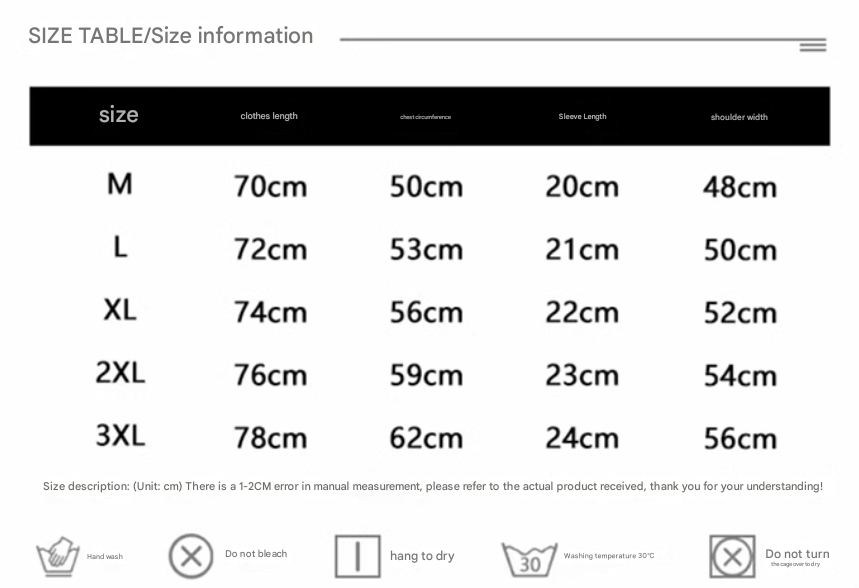 SIZE TABLE/Size information
size clothes length chest circumference Sleeve Length shoulder width
M 70cm 50cm 20cm 48cm
L 72cm 53cm 21cm 50cm
XL 74cm 56cm 22cm 52cm
2XL 76cm 59cm 23cm 54cm
3XL 78cm 62cm 24cm 56cm
Size description: (Unit: cm) There is a 1-2CM error in manual measurement, please refer to the actual product received, thank you for your understanding!
Hand wash Do not bleach hang to dry 30 Washing temperature 30°C Do not turn
the cage over to dry